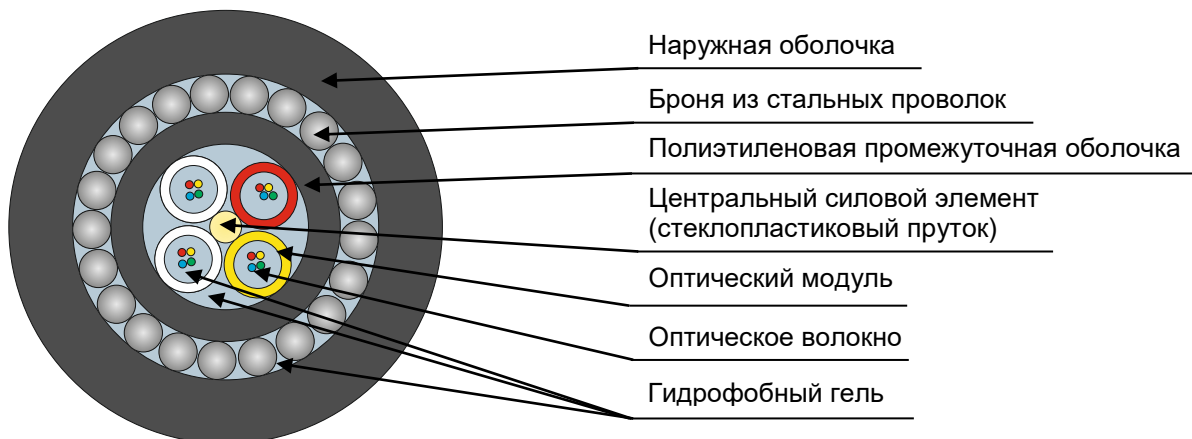 Наружная оболочка
Броня из стальных проволок
Полиэтиленовая промежуточная оболочка
Центральный силовой элемент
(стеклопластиковый пруток)
Оптический модуль
Оптическое волокно
Гидрофобный гель